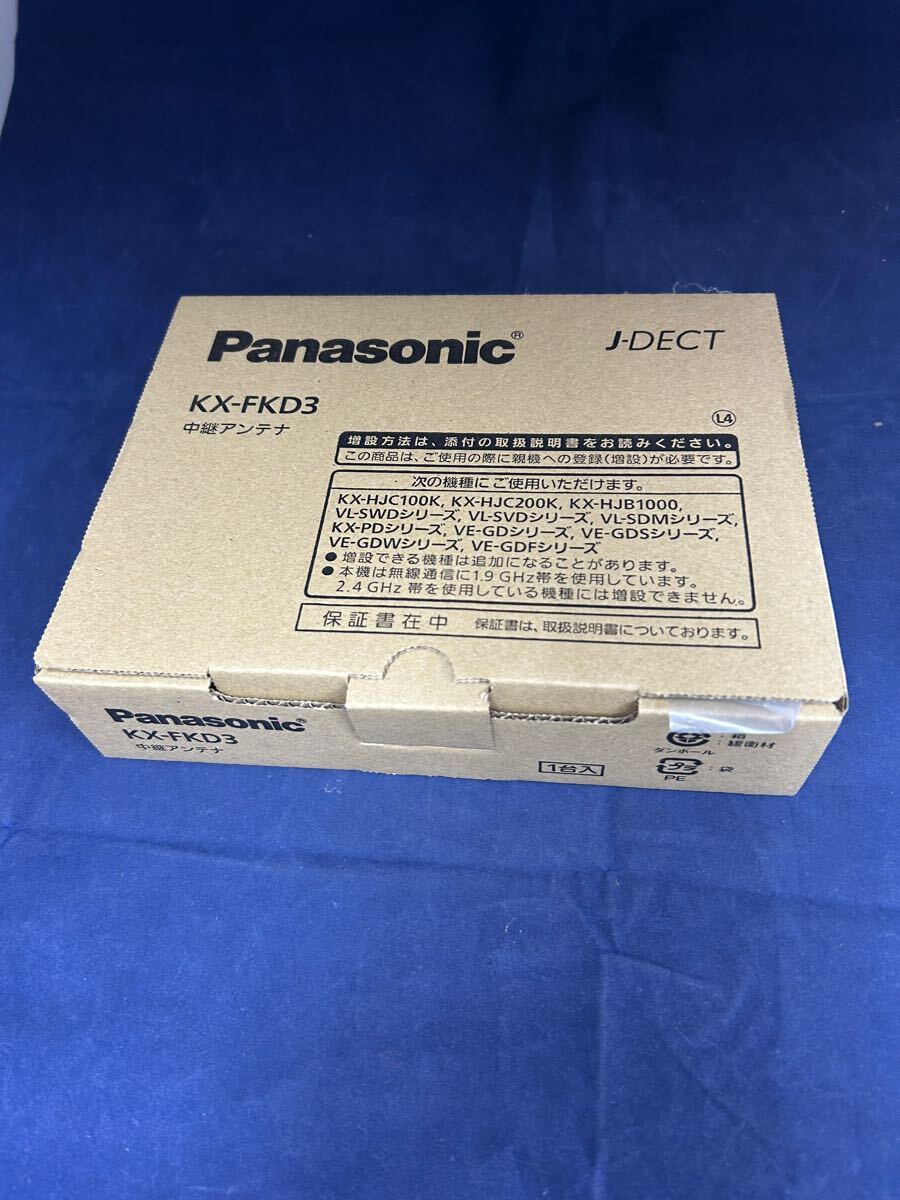 Panasonic®
J-DECT
KX-FKD3
中継アンテナ
L4
増設方法は、添付の取扱説明書をお読みください。
この商品は、ご使用の際に親機への登録(増設)が必要です。
次の機種にご使用いただけます。
KX-HJC100K, KX-HJC200K, KX-HJB1000,
VL-SWDシリーズ, VL-SVDシリーズ, VL-SDMシリーズ,
KX-PDシリーズ, VE-GDシリーズ, VE-GDSシリーズ,
VE-GDWシリーズ, VE-GDFシリーズ
● 増設できる機種は追加になることがあります。
● 本機は無線通信に1.9 GHz帯を使用しています。
2.4 GHz 帯を使用している機種には増設できません。
保証書在中 保証書は、取扱説明書についております。
Panasonic®
KX-FKD3
中継アンテナ
1台入
:箱
:緩衝材
ダンボール
プラ :袋
PE